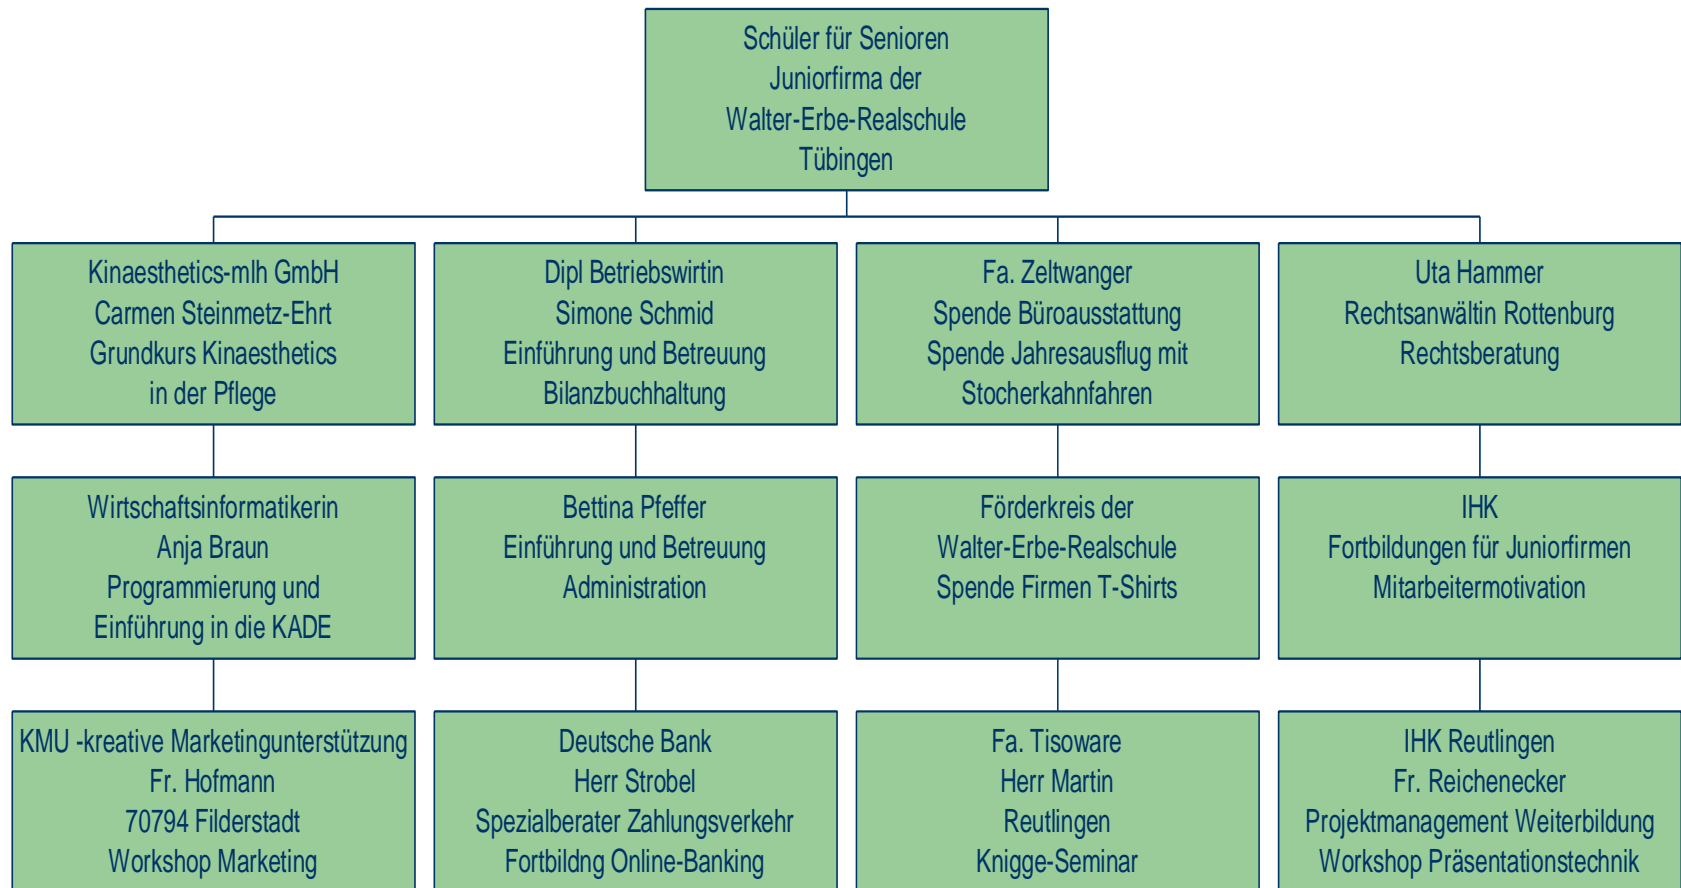 Schüler für Senioren
Juniorfirma der
Walter-Erbe-Realschule
Tübingen
Kinaesthetics-mlh GmbH
Carmen Steinmetz-Ehrt
Grundkurs Kinaesthetics
in der Pflege
Dipl Betriebswirtin
Simone Schmid
Einführung und Betreuung
Bilanzbuchhaltung
Fa. Zeltwanger
Spende Büroausstattung
Spende Jahresausflug mit
Stocherkahnfahren
Uta Hammer
Rechtsanwältin Rottenburg
Rechtsberatung
Wirtschaftsinformatikerin
Anja Braun
Programmierung und
Einführung in die KADE
Bettina Pfeffer
Einführung und Betreuung
Administration
Förderkreis der
Walter-Erbe-Realschule
Spende Firmen T-Shirts
IHK
Fortbildungen für Juniorfirmen
Mitarbeitermotivation
KMU -kreative Marketingunterstützung
Fr. Hofmann
70794 Filderstadt
Workshop Marketing
Deutsche Bank
Herr Strobel
Spezialberater Zahlungsverkehr
Fortbildng Online-Banking
Fa. Tisoware
Herr Martin
Reutlingen
Knigge-Seminar
IHK Reutlingen
Fr. Reichenecker
Projektmanagement Weiterbildung
Workshop Präsentationstechnik